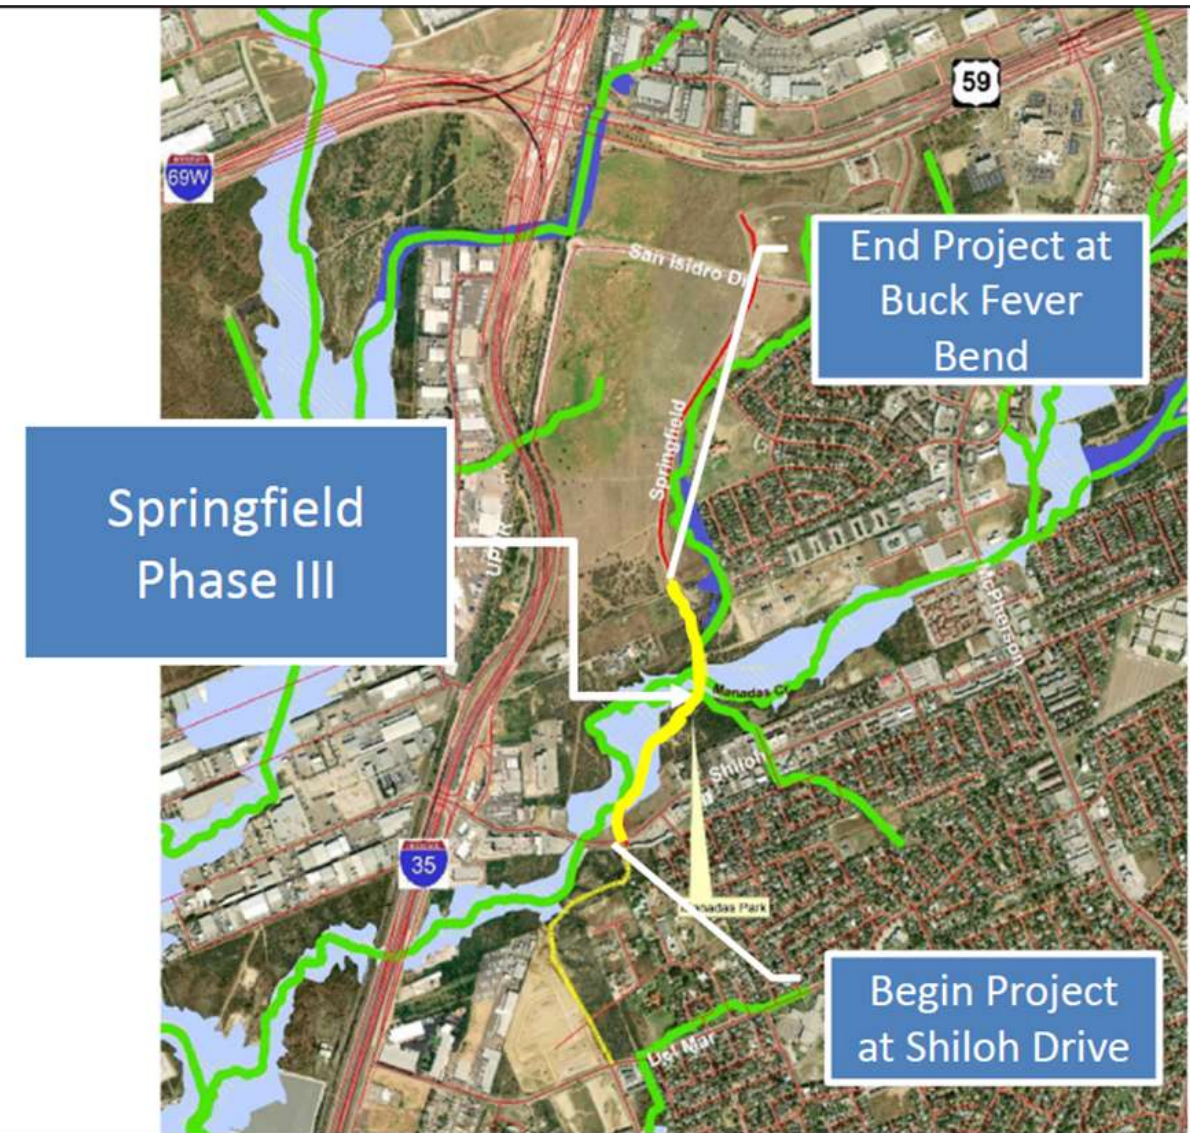 59
69W
End Project at
Buck Fever
Bend
San Isidro Dr
Springfield
Springfield
Phase III
McPherson
Manadas Cr
Shiloh
35
Manadas Park
Begin Project
at Shiloh Drive
Del Mar